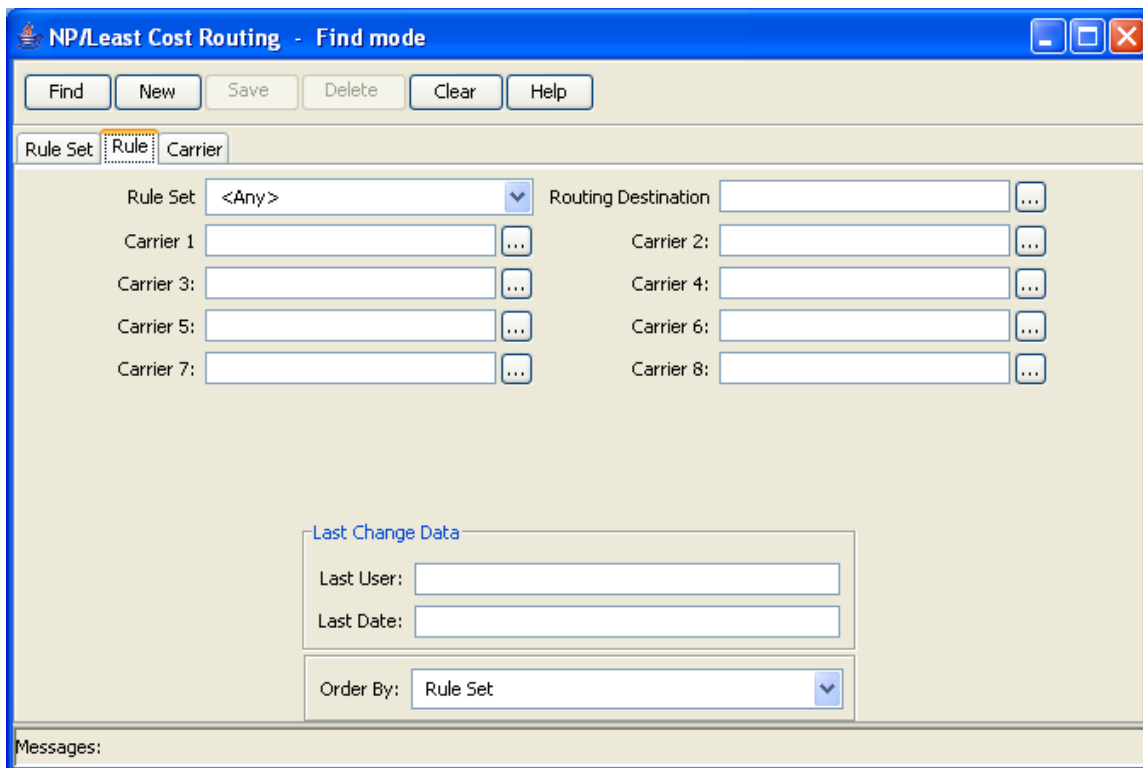 NP/Least Cost Routing - Find mode
Find New Save Delete Clear Help
Rule Set Rule Carrier
Rule Set <Any> Routing Destination ...
Carrier 1 ... Carrier 2: ...
Carrier 3: ... Carrier 4: ...
Carrier 5: ... Carrier 6: ...
Carrier 7: ... Carrier 8: ...
Last Change Data
Last User:
Last Date:
Order By: Rule Set
Messages: